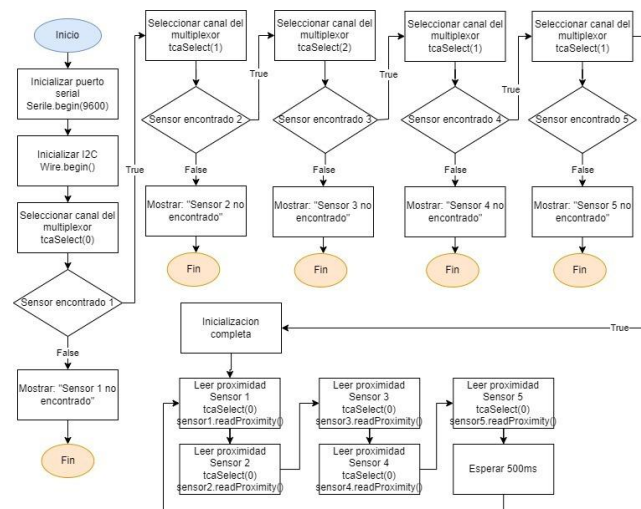 Inicio
Inicializar puerto
serial
Serile.begin(9600)
Inicializar I2C
Wire.begin()
Seleccionar canal del
multiplexor
tcaSelect(0)
Sensor encontrado 1
False
Mostrar: "Sensor 1 no
encontrado"
Fin
True
Seleccionar canal del
multiplexor
tcaSelect(1)
Sensor encontrado 2
False
Mostrar: "Sensor 2 no
encontrado"
Fin
True
Seleccionar canal del
multiplexor
tcaSelect(2)
Sensor encontrado 3
False
Mostrar: "Sensor 3 no
encontrado"
Fin
True
Seleccionar canal del
multiplexor
tcaSelect(1)
Sensor encontrado 4
False
Mostrar: "Sensor 4 no
encontrado"
Fin
True
Seleccionar canal del
multiplexor
tcaSelect(1)
Sensor encontrado 5
False
Mostrar: "Sensor 5 no
encontrado"
Fin
True
Inicializacion
completa
Leer proximidad
Sensor 1
tcaSelect(0)
sensor1.readProximity()
Leer proximidad
Sensor 2
tcaSelect(0)
sensor2.readProximity()
Leer proximidad
Sensor 3
tcaSelect(0)
sensor3.readProximity()
Leer proximidad
Sensor 4
tcaSelect(0)
sensor4.readProximity()
Leer proximidad
Sensor 5
tcaSelect(0)
sensor5.readProximity()
Esperar 500ms